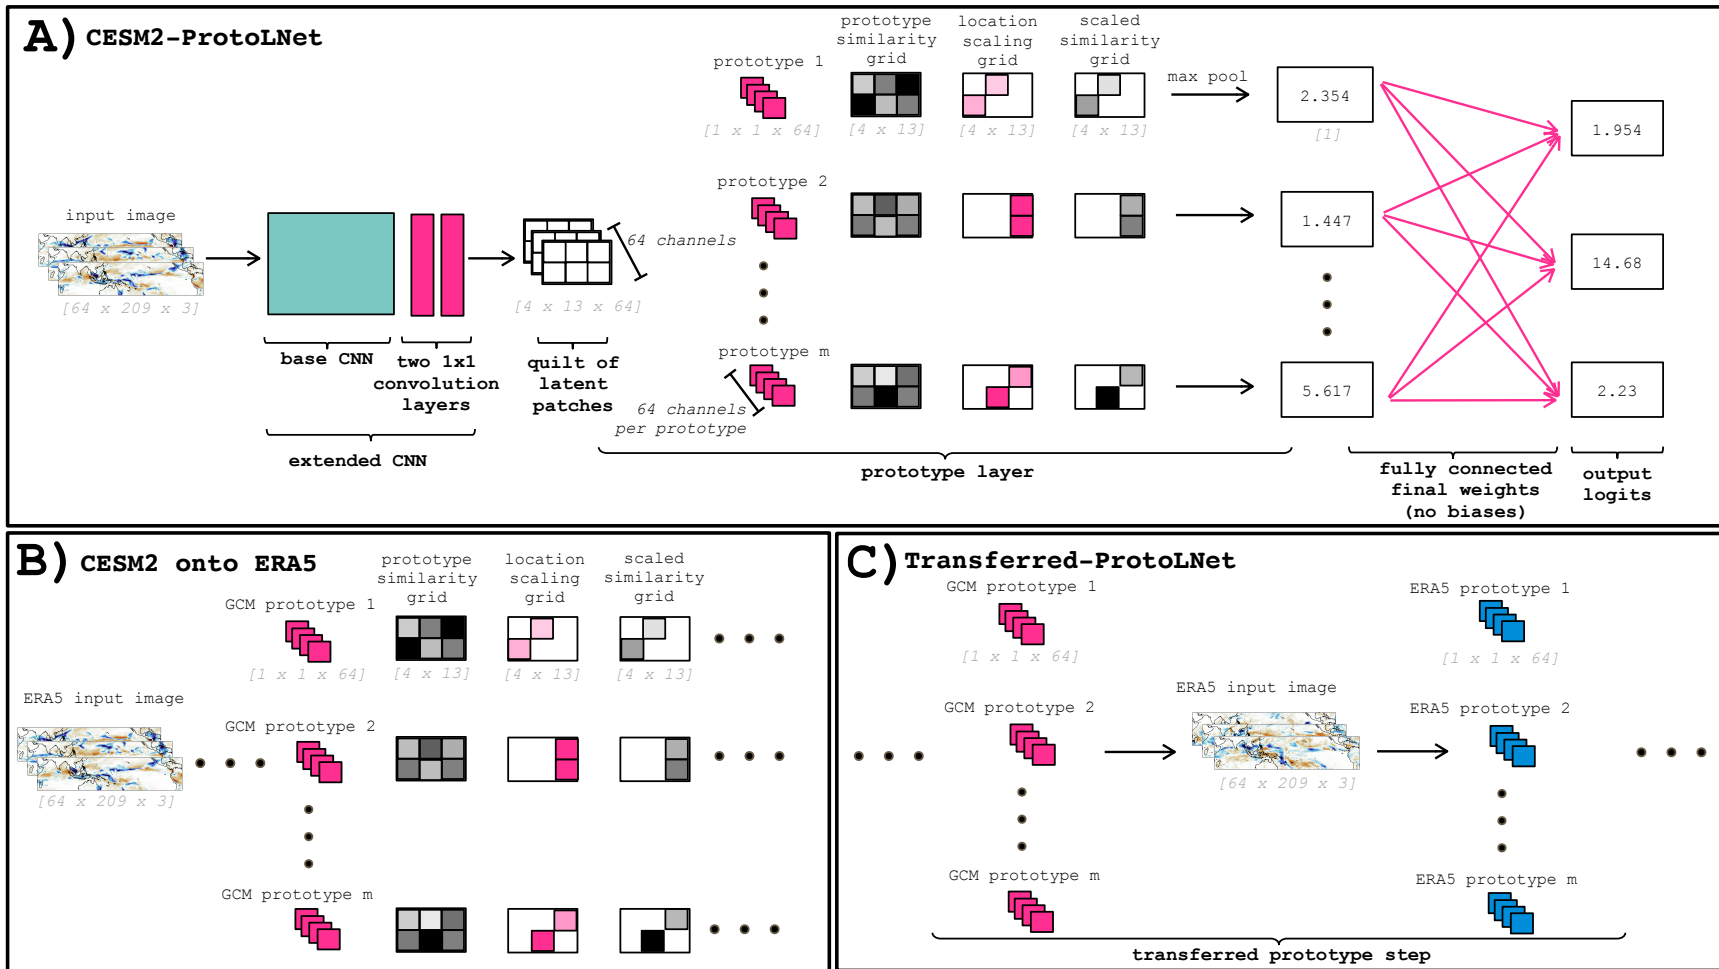 A) CESM2-ProtoLNet
prototype similarity grid
location scaling grid
scaled similarity grid
prototype 1
[1 x 1 x 64]
[4 x 13]
[4 x 13]
[4 x 13]
max pool
2.354
[1]
1.954
prototype 2
1.447
input image
[64 x 209 x 3]
64 channels
[4 x 13 x 64]
14.68
base CNN
two 1x1 convolution layers
quilt of latent patches
extended CNN
prototype m
64 channels per prototype
5.617
2.23
prototype layer
fully connected final weights (no biases)
output logits
B) CESM2 onto ERA5
prototype similarity grid
location scaling grid
scaled similarity grid
GCM prototype 1
[1 x 1 x 64]
[4 x 13]
[4 x 13]
[4 x 13]
ERA5 input image
[64 x 209 x 3]
GCM prototype 2
GCM prototype m
C) Transferred-ProtoLNet
GCM prototype 1
[1 x 1 x 64]
ERA5 prototype 1
[1 x 1 x 64]
GCM prototype 2
ERA5 input image
[64 x 209 x 3]
ERA5 prototype 2
GCM prototype m
ERA5 prototype m
transferred prototype step